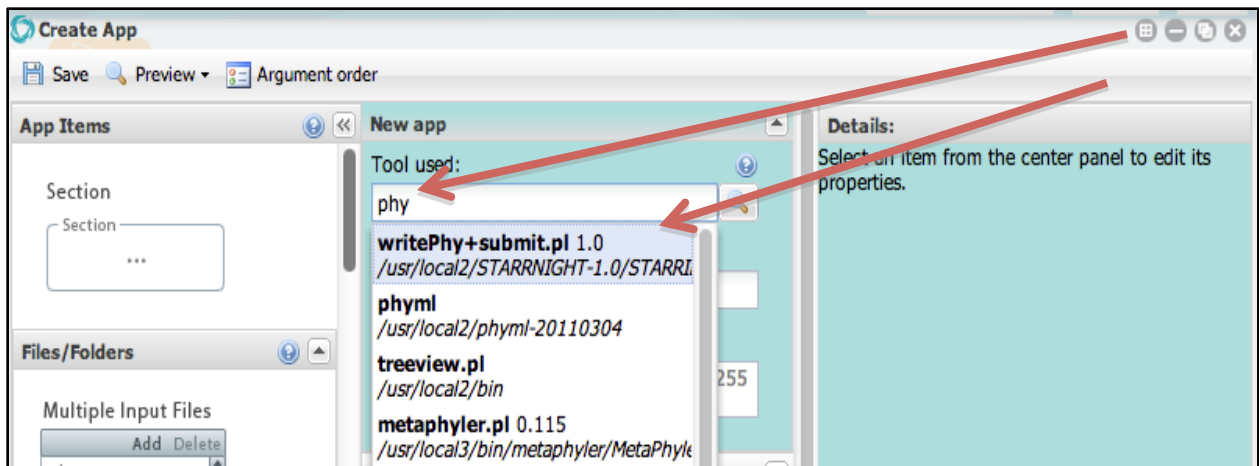 Create App
Save Preview Argument order
App Items
New app
Details:
Tool used:
Select an item from the center panel to edit its
properties.
Section
phy
Section
...
writePhy+submit.pl 1.0
/usr/local2/STARRNIGHT-1.0/STARRI
phyml
/usr/local2/phyml-20110304
Files/Folders
treeview.pl
/usr/local2/bin
255
Multiple Input Files
metaphyler.pl 0.115
Add Delete
/usr/local3/bin/metaphyler/MetaPhyle